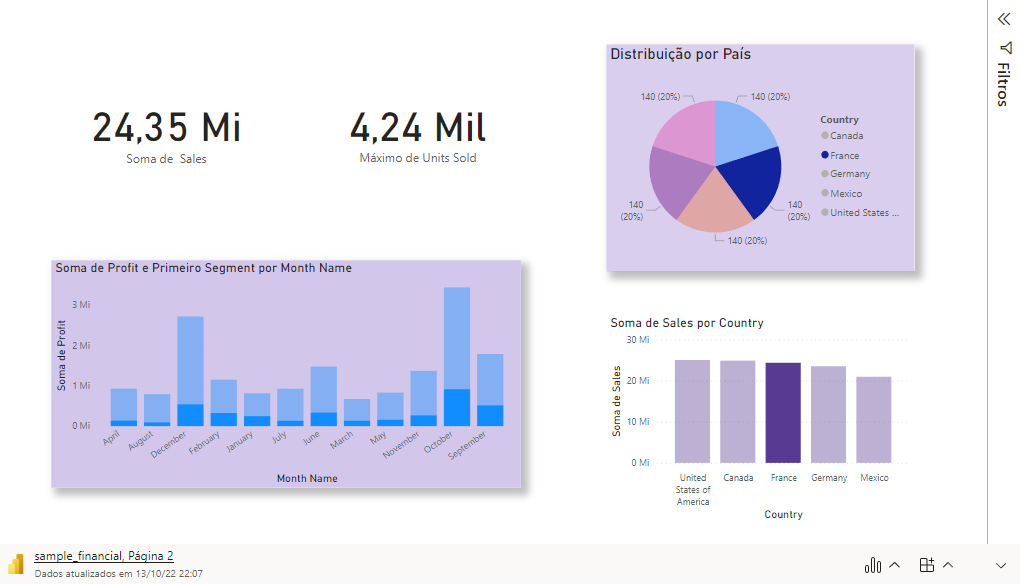 24,35 Mi
Soma de  Sales
4,24 Mil
Máximo de Units Sold
Distribuição por País
140 (20%)
140 (20%)
140
(20%)
140
(20%)
140 (20%)
Country
Canada
France
Germany
Mexico
United States ...
Filtros
Soma de Profit e Primeiro Segment por Month Name
Soma de Profit
3 Mi
2 Mi
1 Mi
0 Mi
April
August
December
February
January
July
June
March
May
November
October
September
Month Name
Soma de Sales por Country
Soma de Sales
30 Mi
20 Mi
10 Mi
0 Mi
United
States of
America
Canada
France
Germany
Mexico
Country
sample_financial, Página 2
Dados atualizados em 13/10/22 22:07